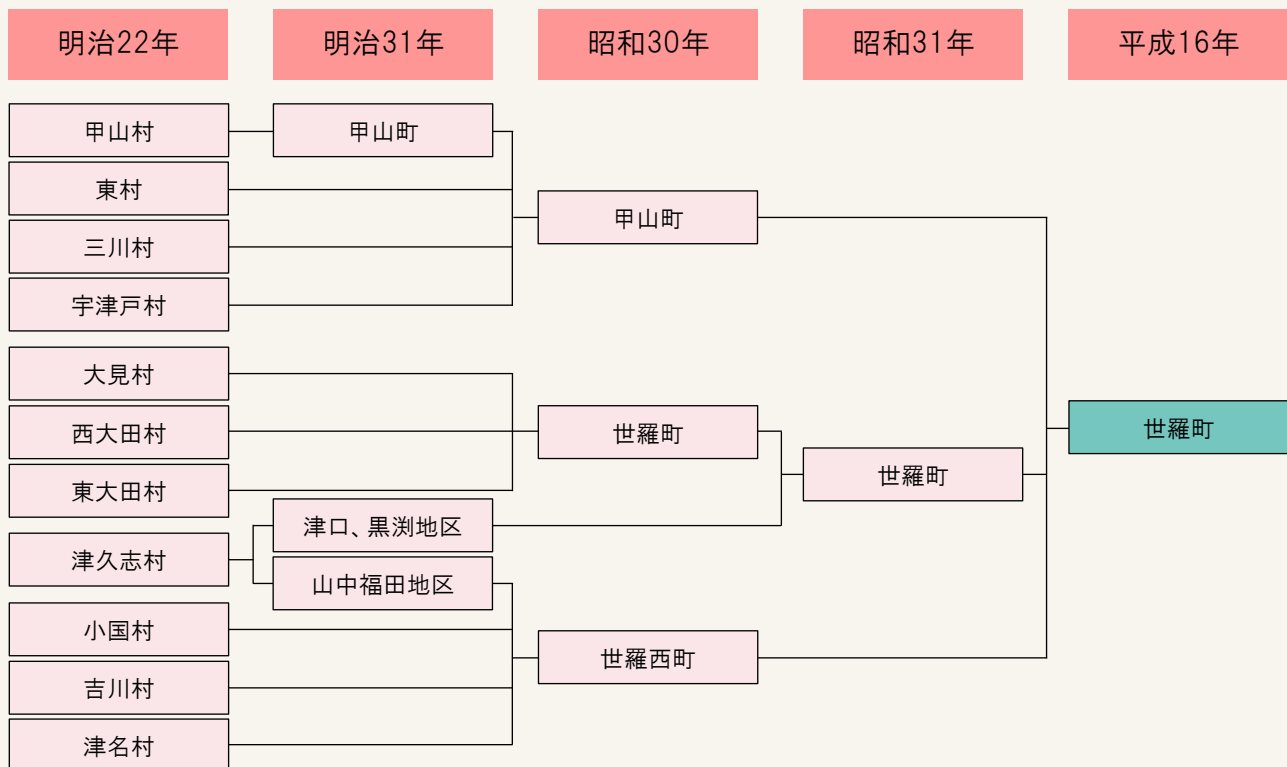 明治22年
明治31年
昭和30年
昭和31年
平成16年
甲山村
甲山町
東村
三川村
宇津戸村
甲山町
大見村
西大田村
東大田村
世羅町
世羅町
世羅町
津久志村
津口、黒渕地区
山中福田地区
小国村
吉川村
津名村
世羅西町